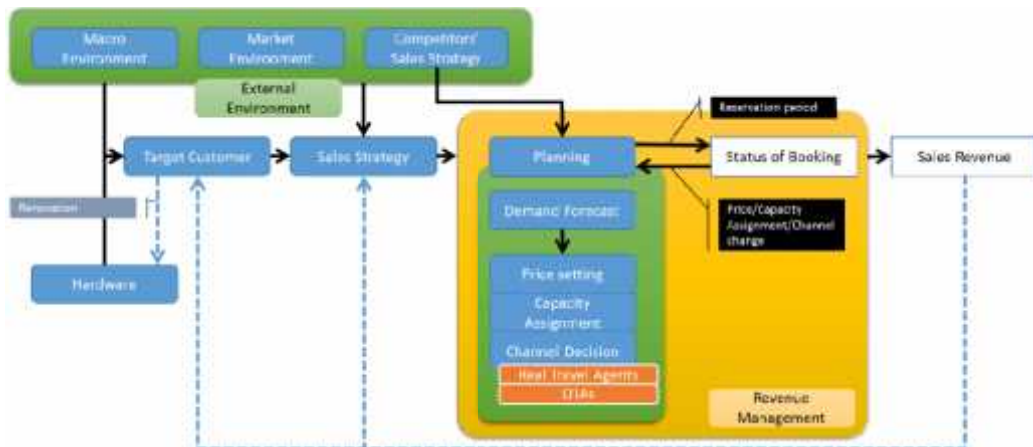 Macro
Environment
Market
Environment
Competitors'
Sales Strategy
External
Environment
Reservation period
Target Customer
Sales Strategy
Planning
Status of Booking
Sales Revenue
Renovation
Demand Forecast
Price/Capacity
Assignment/Channel
change
Hardware
Price setting
Capacity
Assignment
Channel Decision
Real Travel Agents
OTAs
Revenue
Management